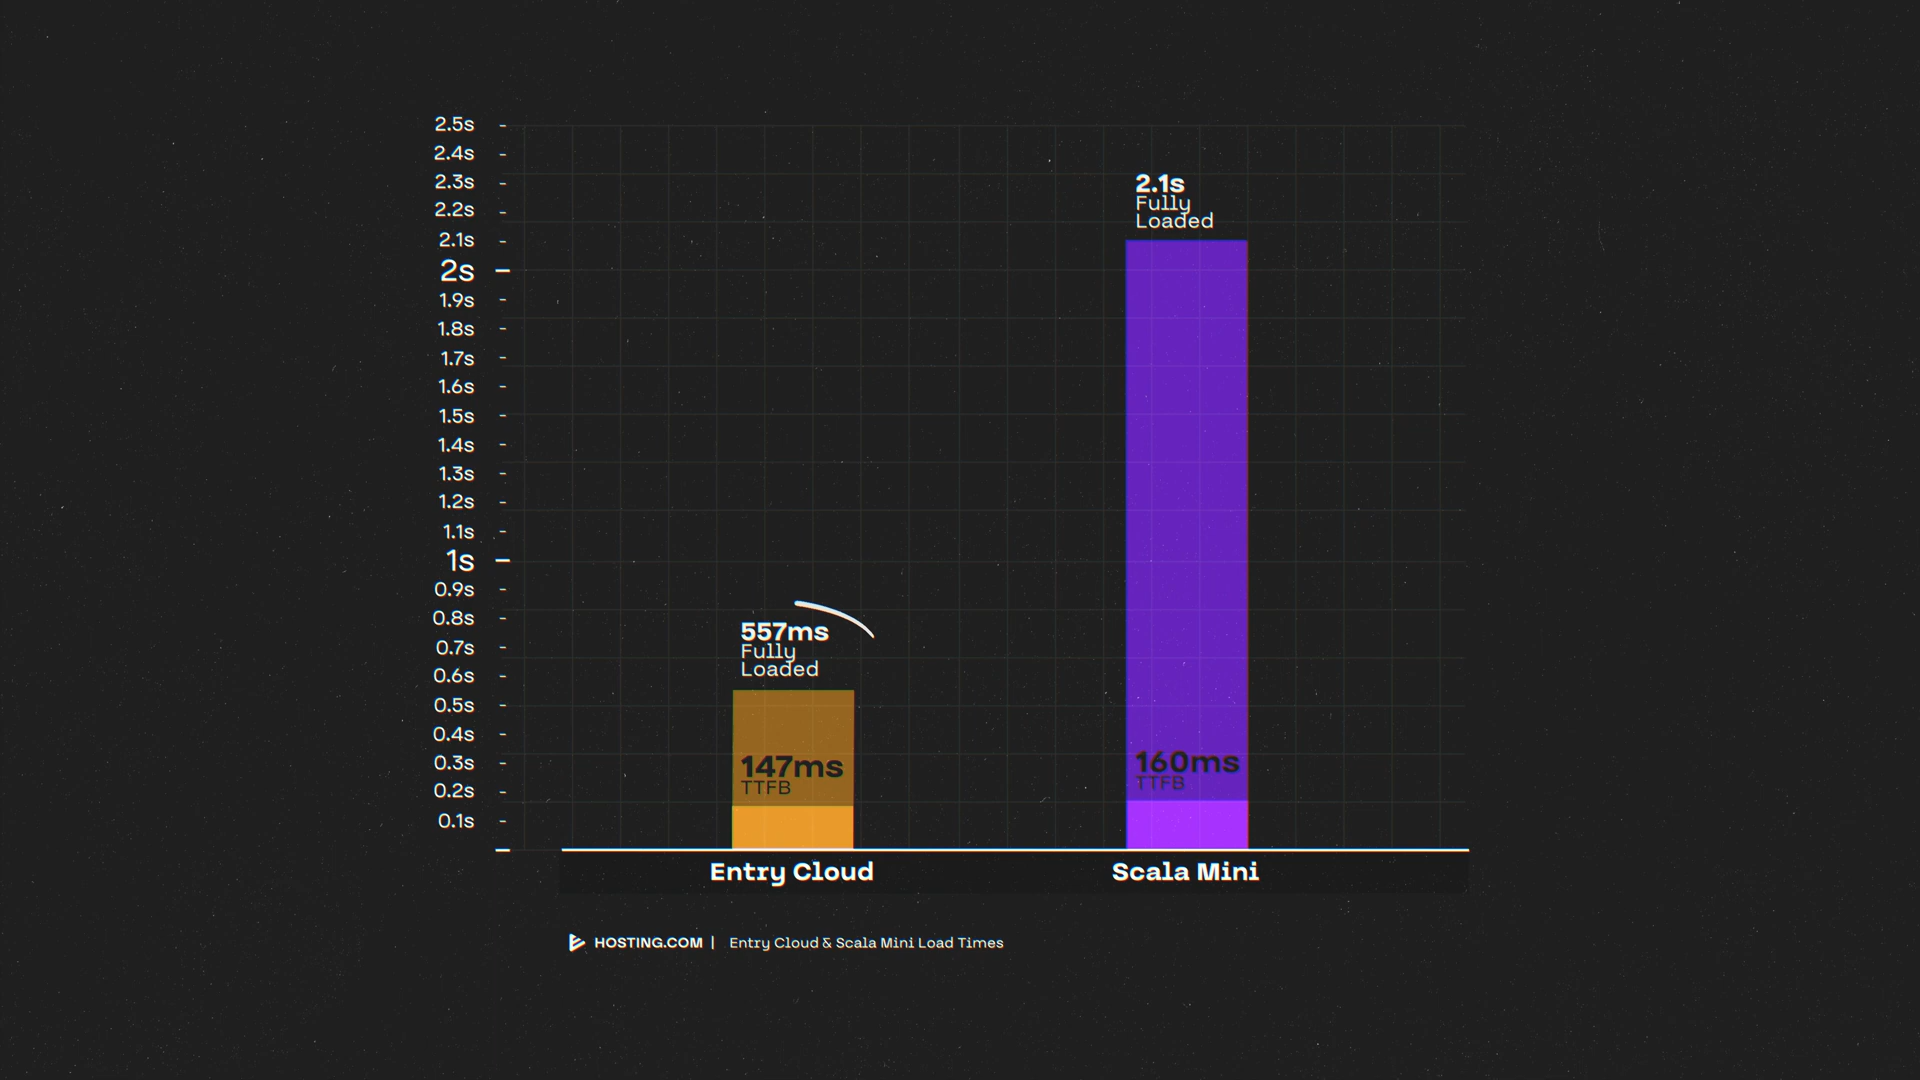 2.5s
2.4s
2.3s
2.2s
2.1s
2s
1.9s
1.8s
1.7s
1.6s
1.5s
1.4s
1.3s
1.2s
1.1s
1s
0.9s
0.8s
0.7s
0.6s
0.5s
0.4s
0.3s
0.2s
0.1s
557ms
Fully
Loaded
147ms
TTFB
2.1s
Fully
Loaded
160ms
TTFB
Entry Cloud
Scala Mini
HOSTING.COM | Entry Cloud & Scala Mini Load Times